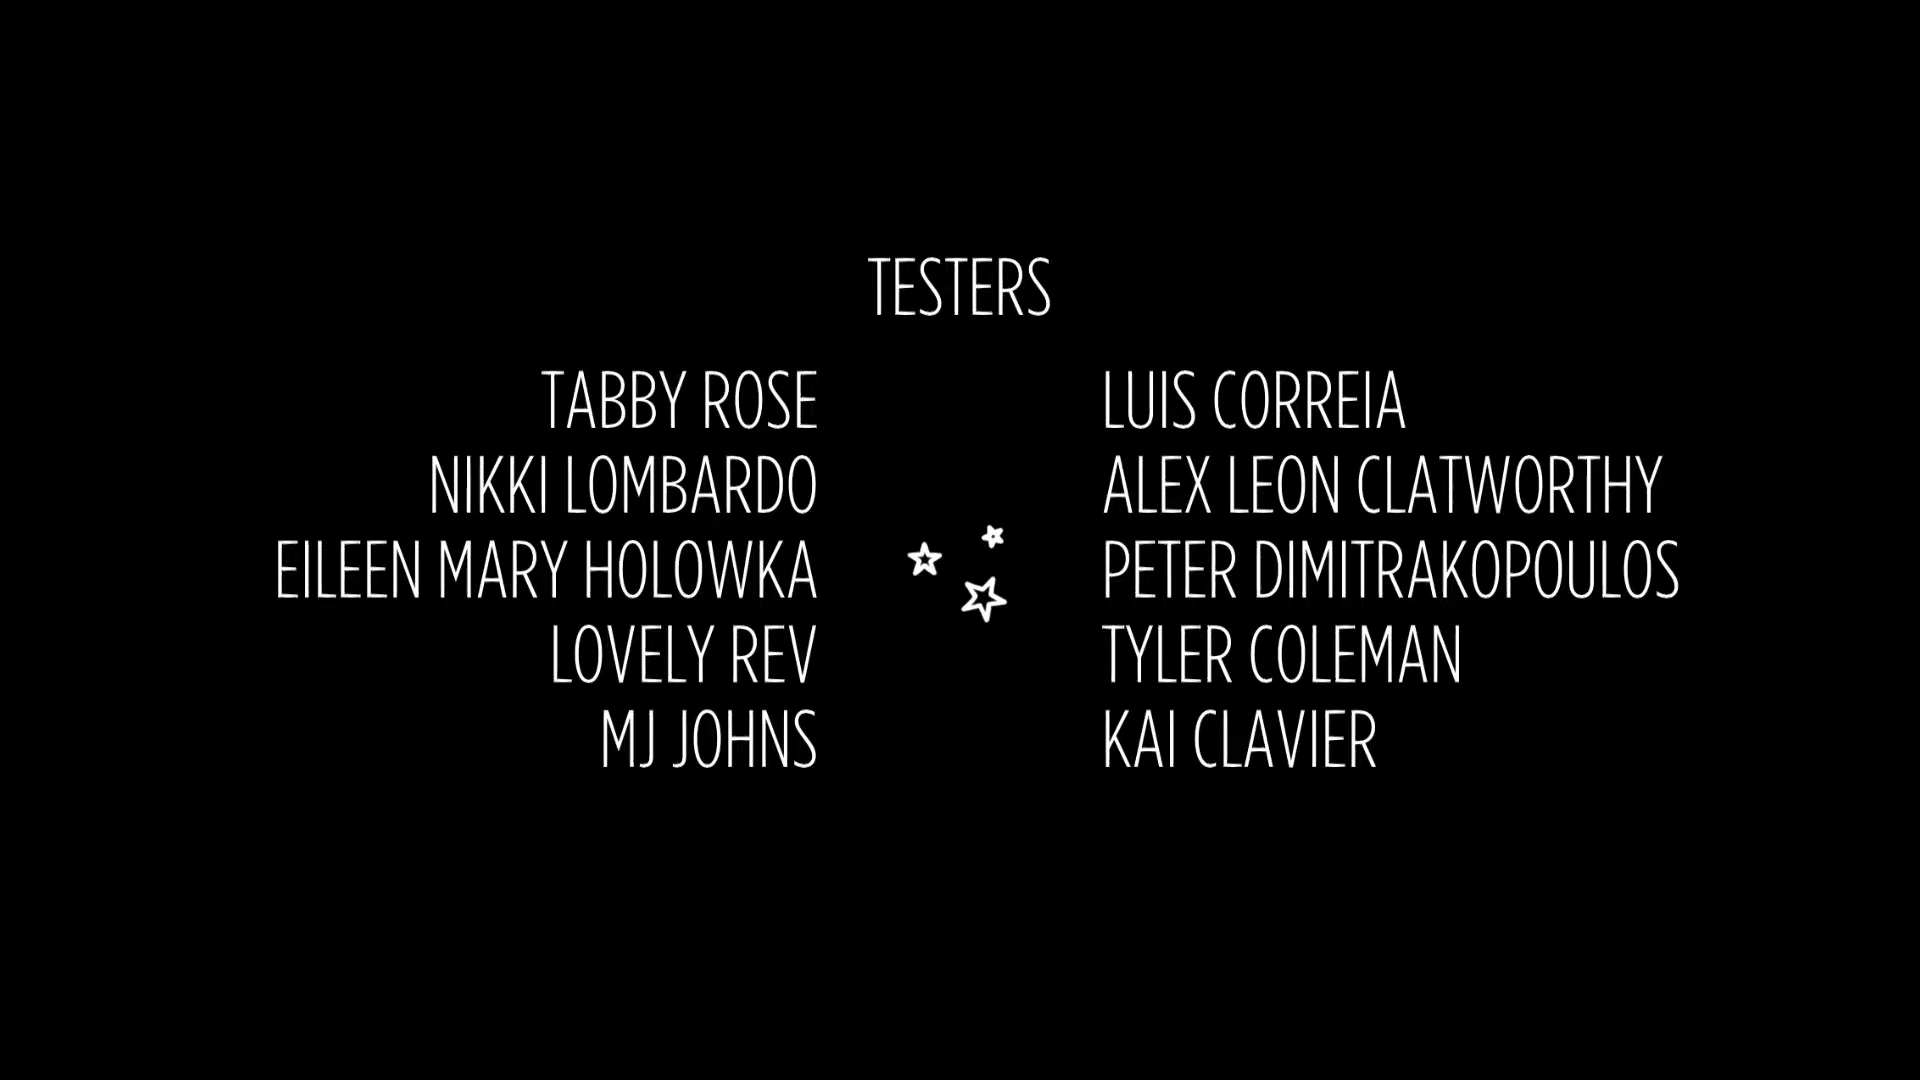 TESTERS
TABBY ROSE
NIKKI LOMBARDO
EILEEN MARY HOLOWKA
LOVELY REV
MJ JOHNS
LUIS CORREIA
ALEX LEON CLATWORTHY
PETER DIMITRAKOPOULOS
TYLER COLEMAN
KAI CLAVIER